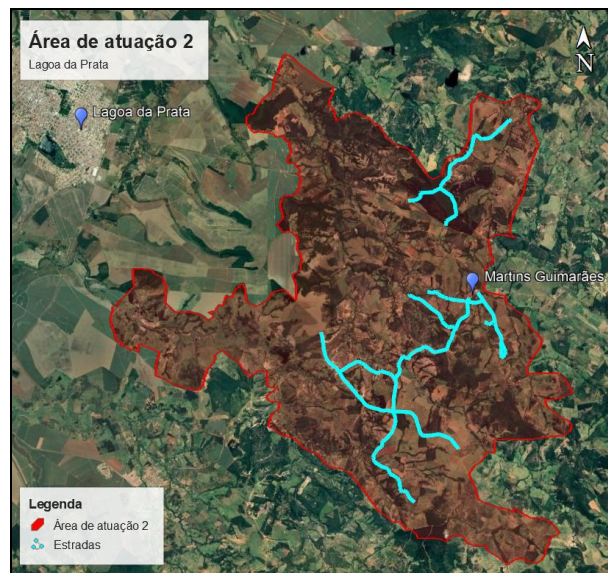 Área de atuação 2
Lagoa da Prata
N
Lagoa da Prata
Martins Guimarães
Legenda
Área de atuação 2
Estradas